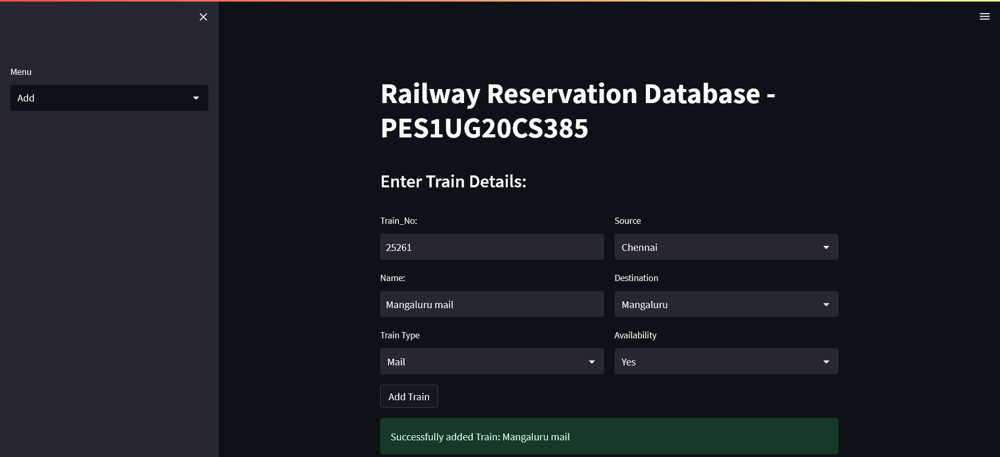 Menu
Add
Railway Reservation Database -
PES1UG20CS385
Enter Train Details:
Train_No:
25261
Source
Chennai
Name:
Mangaluru mail
Destination
Mangaluru
Train Type
Mail
Availability
Yes
Add Train
Successfully added Train: Mangaluru mail